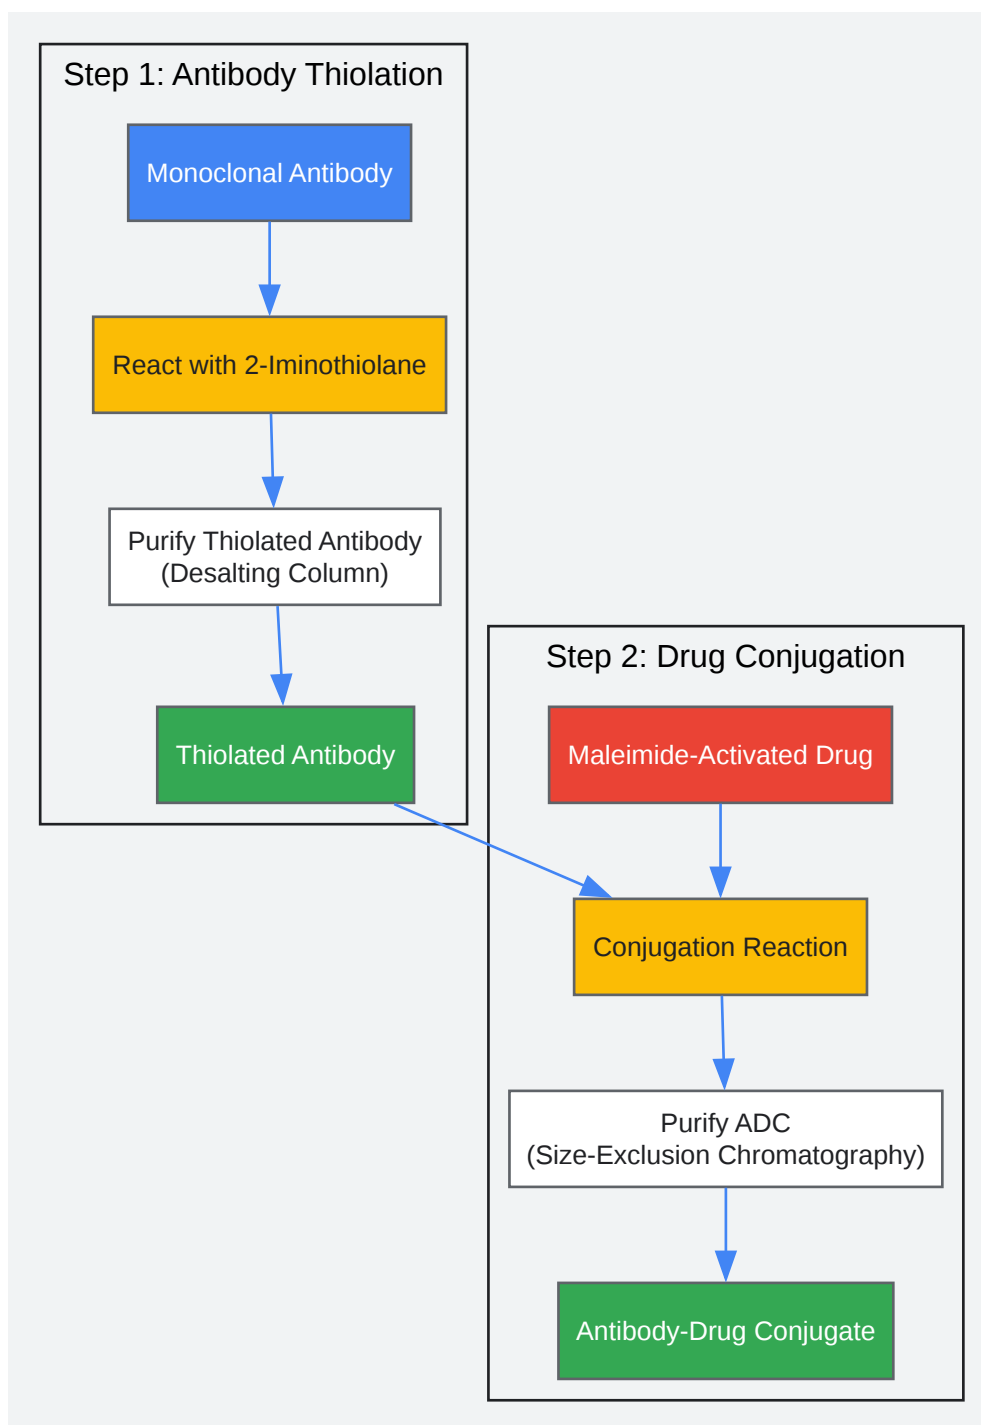 Step 1: Antibody Thiolation
Monoclonal Antibody
React with 2-Iminothiolane
Purify Thiolated Antibody
(Desalting Column)
Thiolated Antibody
Step 2: Drug Conjugation
Maleimide-Activated Drug
Conjugation Reaction
Purify ADC
(Size-Exclusion Chromatography)
Antibody-Drug Conjugate